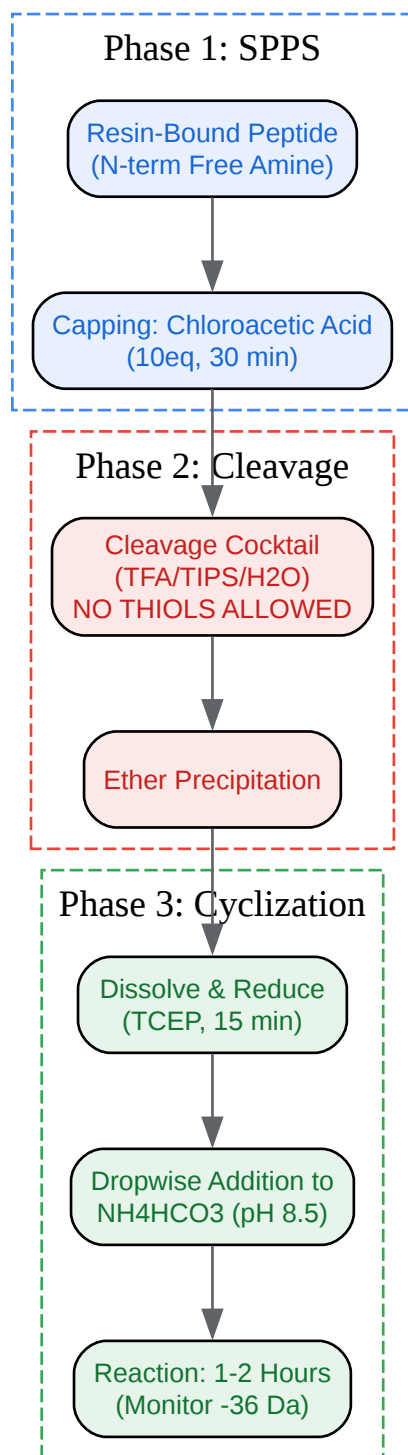 Phase 1: SPPS
Resin-Bound Peptide
(N-term Free Amine)
Capping: Chloroacetic Acid
(10eq, 30 min)
Phase 2: Cleavage
Cleavage Cocktail
(TFA/TIPS/H2O)
NO THIOLS ALLOWED
Ether Precipitation
Phase 3: Cyclization
Dissolve & Reduce
(TCEP, 15 min)
Dropwise Addition to
NH4HCO3 (pH 8.5)
Reaction: 1-2 Hours
(Monitor -36 Da)